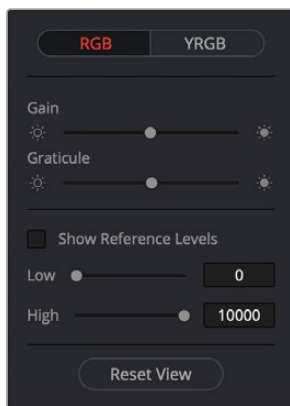 RGB YRGB
Gain
Graticule
Show Reference Levels
Low 0
High 10000
Reset View